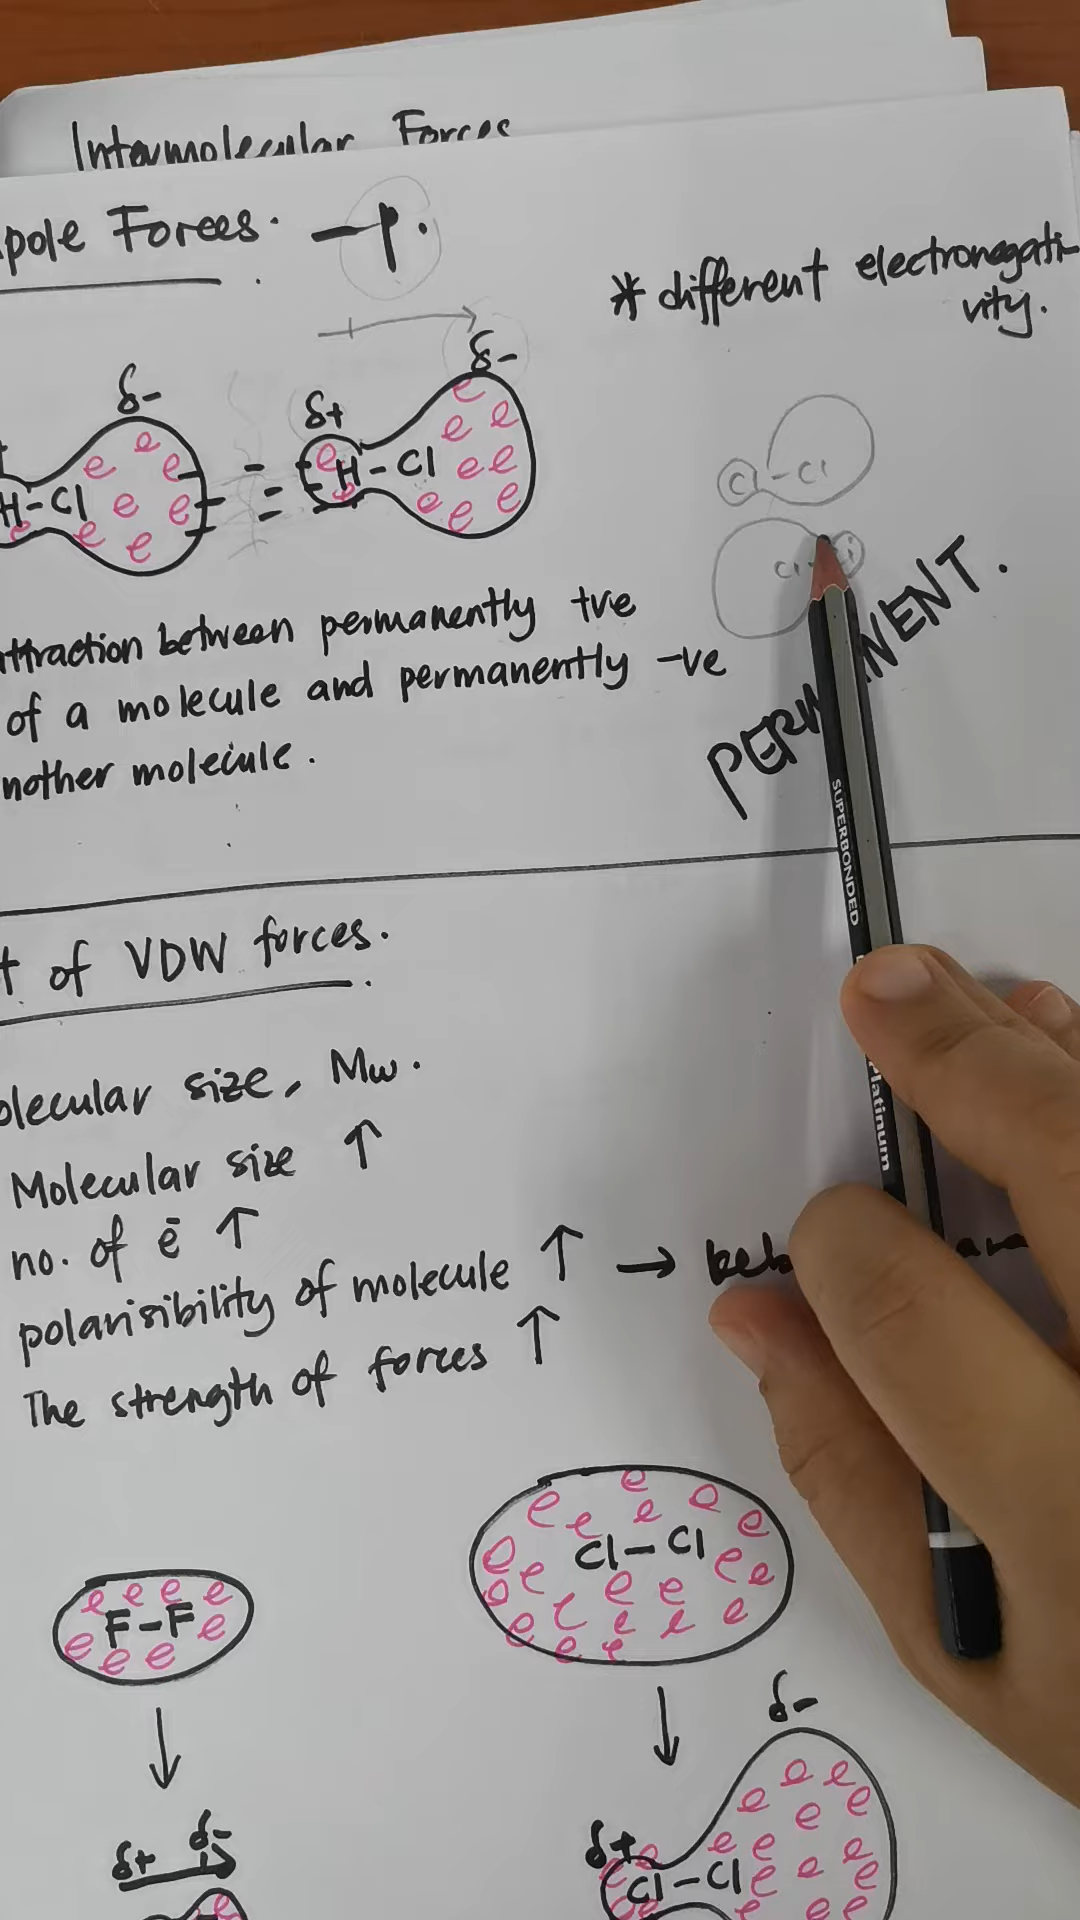 Intermolecular Forces
pole Forces. -P.
* different electronegati-
vity.
δ-
δ-
δ+
H-Cl
H-Cl
Cl-Cl
Cl
between permanently +ve
of a molecule and permanently -ve
nother molecule.
PERM NENT.
SUPERBONDED
Platinum
of VDW forces.
olecular size, Mw.
Molecular size ↑
no. of ē ↑
polarisibility of molecule ↑ →
The strength of forces ↑
F-F
Cl-Cl
δ-
δ+ δ-
δ+
Cl-Cl